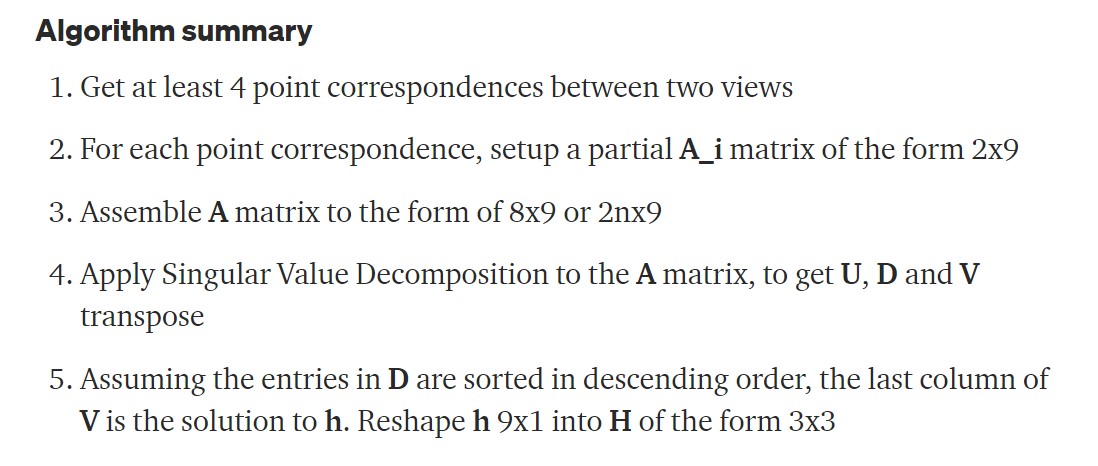 Algorithm summary
1. Get at least 4 point correspondences between two views
2. For each point correspondence, setup a partial A_i matrix of the form 2x9
3. Assemble A matrix to the form of 8x9 or 2nx9
4. Apply Singular Value Decomposition to the A matrix, to get U, D and V
transpose
5. Assuming the entries in D are sorted in descending order, the last column of
V is the solution to h. Reshape h 9x1 into H of the form 3x3